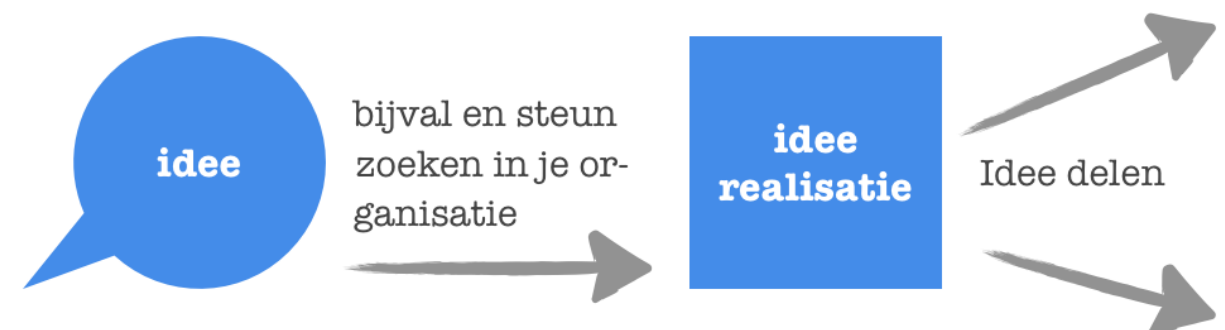 idee
bijval en steun
zoeken in je or-
ganisatie
idee
realisatie
Idee delen